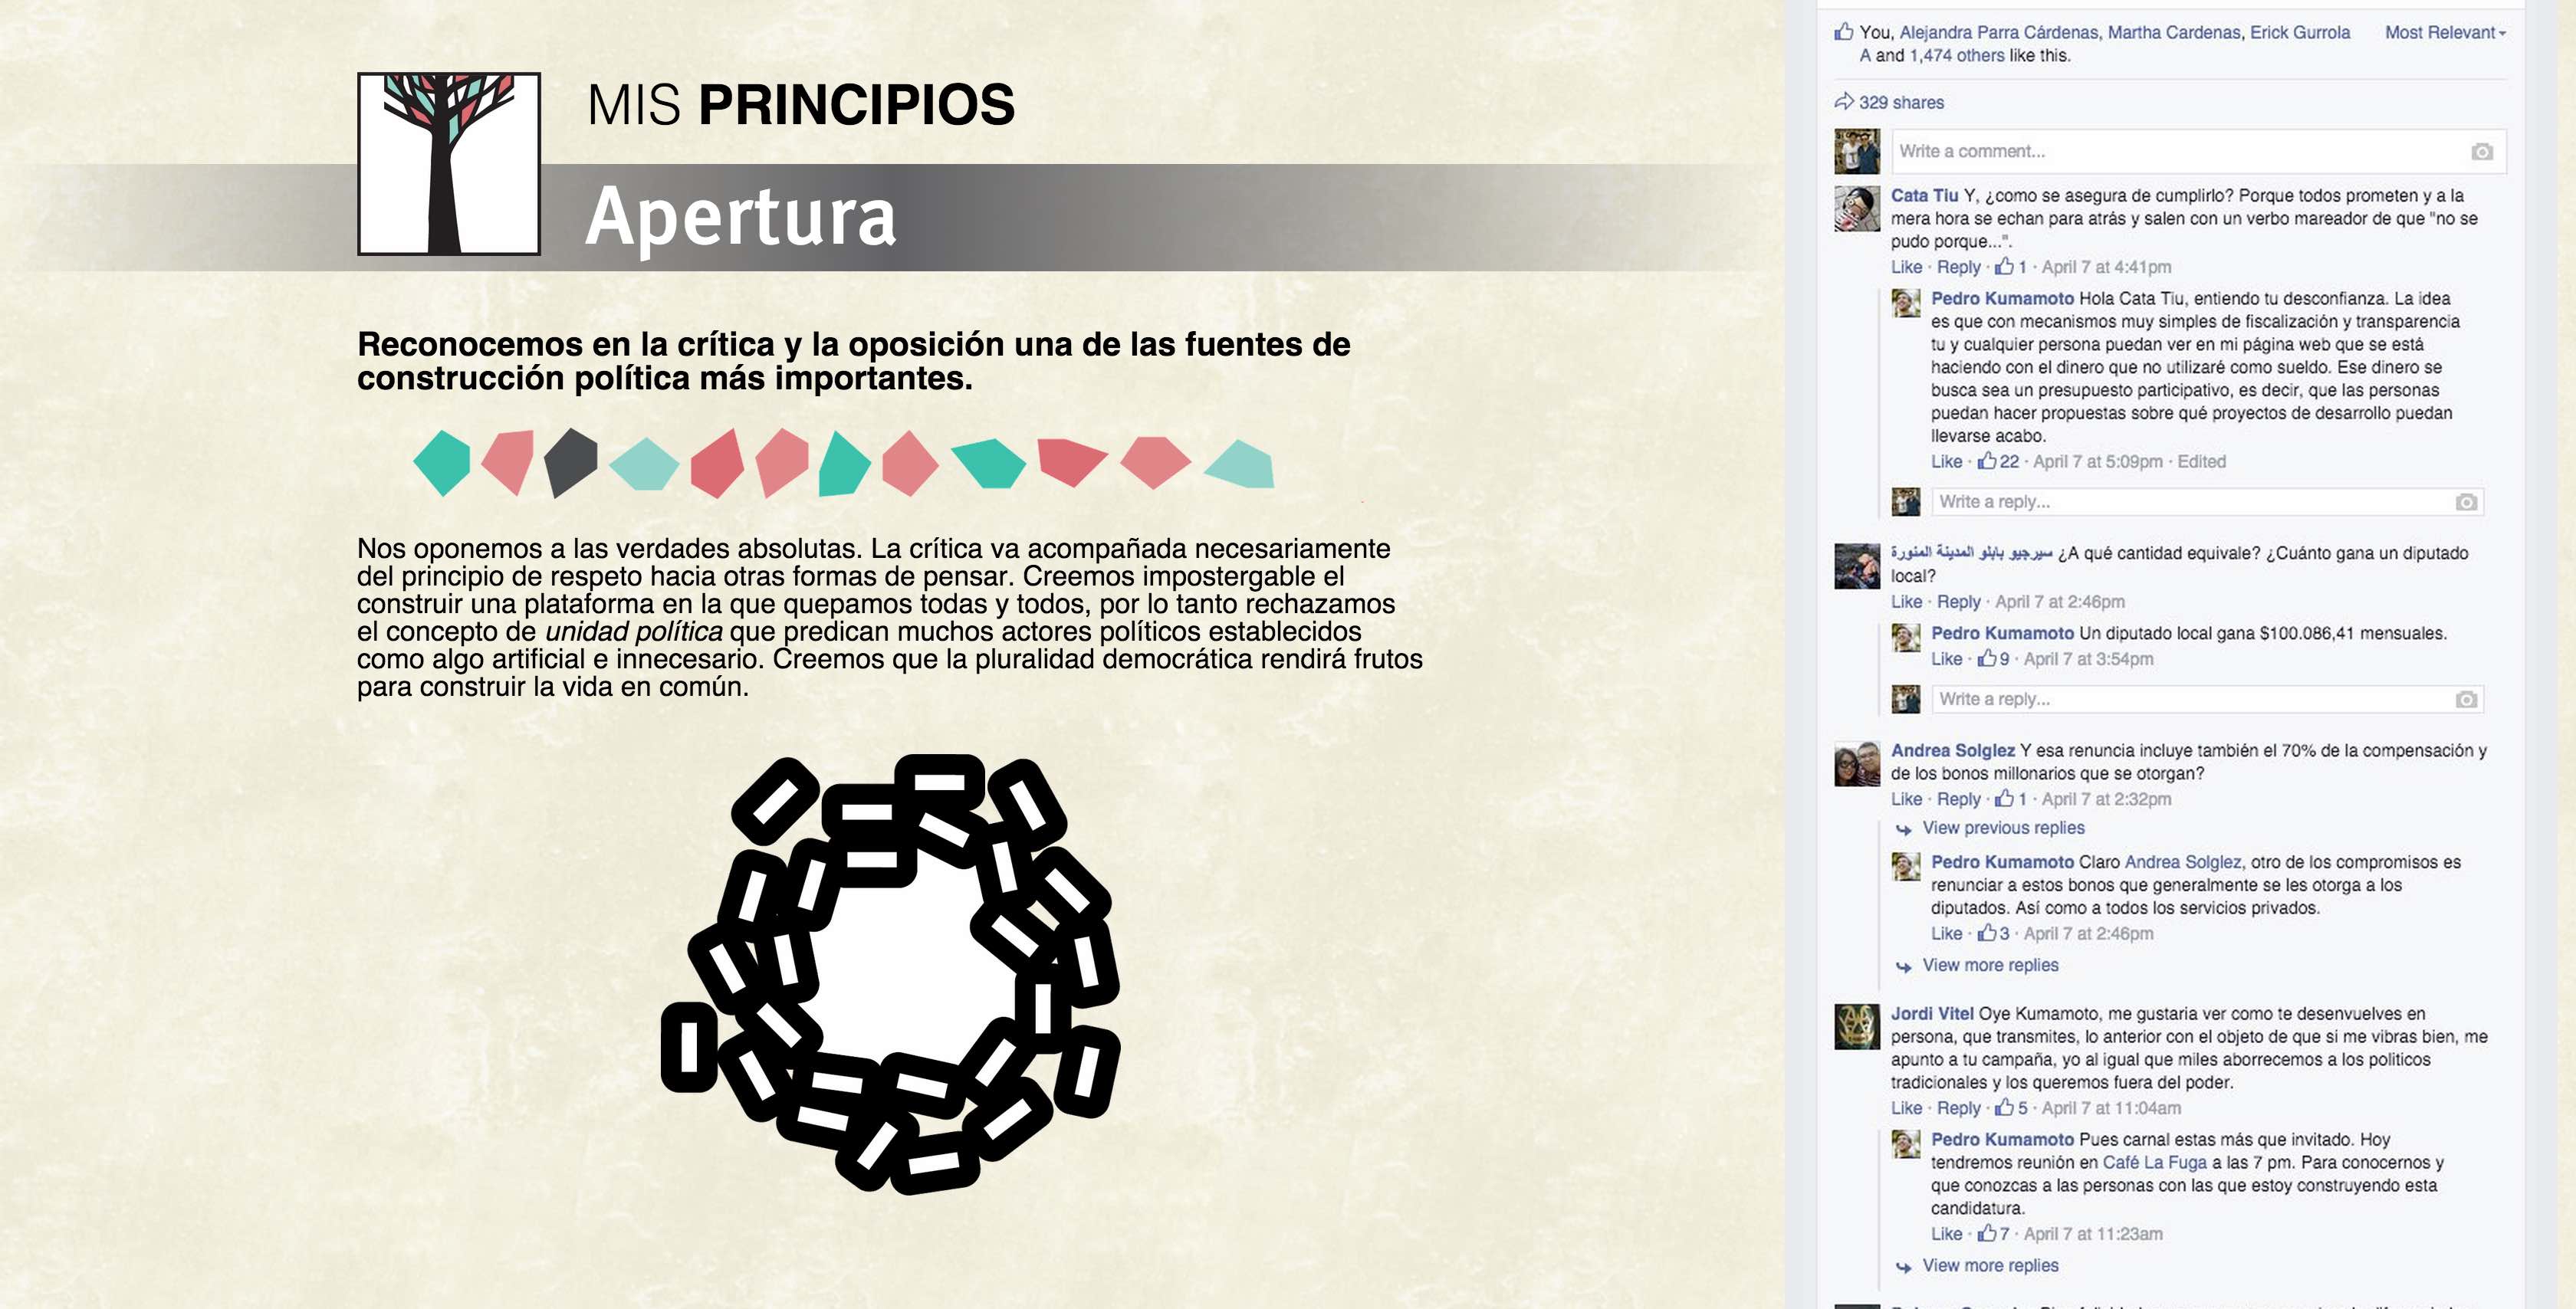 MIS PRINCIPIOS
Apertura
Reconocemos en la crítica y la oposición una de las fuentes de
construcción política más importantes.
Nos oponemos a las verdades absolutas. La crítica va acompañada necesariamente
del principio de respeto hacia otras formas de pensar. Creemos impostergable el
construir una plataforma en la que quepamos todas y todos, por lo tanto rechazamos
el concepto de unidad política que predican muchos actores políticos establecidos
como algo artificial e innecesario. Creemos que la pluralidad democrática rendirá frutos
para construir la vida en común.
You, Alejandra Parra Cárdenas, Martha Cardenas, Erick Gurrola
A and 1,474 others like this.
Most Relevant
329 shares
Write a comment...
Cata Tiu Y, ¿como se asegura de cumplirlo? Porque todos prometen y a la
mera hora se echan para atrás y salen con un verbo mareador de que "no se
pudo porque...".
Like · Reply · 1 · April 7 at 4:41pm
Pedro Kumamoto Hola Cata Tiu, entiendo tu desconfianza. La idea
es que con mecanismos muy simples de fiscalización y transparencia
tu y cualquier persona puedan ver en mi página web que se está
haciendo con el dinero que no utilizaré como sueldo. Ese dinero se
busca sea un presupuesto participativo, es decir, que las personas
puedan hacer propuestas sobre qué proyectos de desarrollo puedan
llevarse acabo.
Like · 22 · April 7 at 5:09pm · Edited
Write a reply...
سيرجيو بابلو المدينة المنورة ¿A qué cantidad equivale? ¿Cuánto gana un diputado
local?
Like · Reply · April 7 at 2:46pm
Pedro Kumamoto Un diputado local gana $100.086,41 mensuales.
Like · 9 · April 7 at 3:54pm
Write a reply...
Andrea Solglez Y esa renuncia incluye también el 70% de la compensación y
de los bonos millonarios que se otorgan?
Like · Reply · 1 · April 7 at 2:32pm
View previous replies
Pedro Kumamoto Claro Andrea Solglez, otro de los compromisos es
renunciar a estos bonos que generalmente se les otorga a los
diputados. Así como a todos los servicios privados.
Like · 3 · April 7 at 2:46pm
View more replies
Jordi Vitel Oye Kumamoto, me gustaria ver como te desenvuelves en
persona, que transmites, lo anterior con el objeto de que si me vibras bien, me
apunto a tu campaña, yo al igual que miles aborrecemos a los politicos
tradicionales y los queremos fuera del poder.
Like · Reply · 5 · April 7 at 11:04am
Pedro Kumamoto Pues carnal estas más que invitado. Hoy
tendremos reunión en Café La Fuga a las 7 pm. Para conocernos y
que conozcas a las personas con las que estoy construyendo esta
candidatura.
Like · 7 · April 7 at 11:23am
View more replies